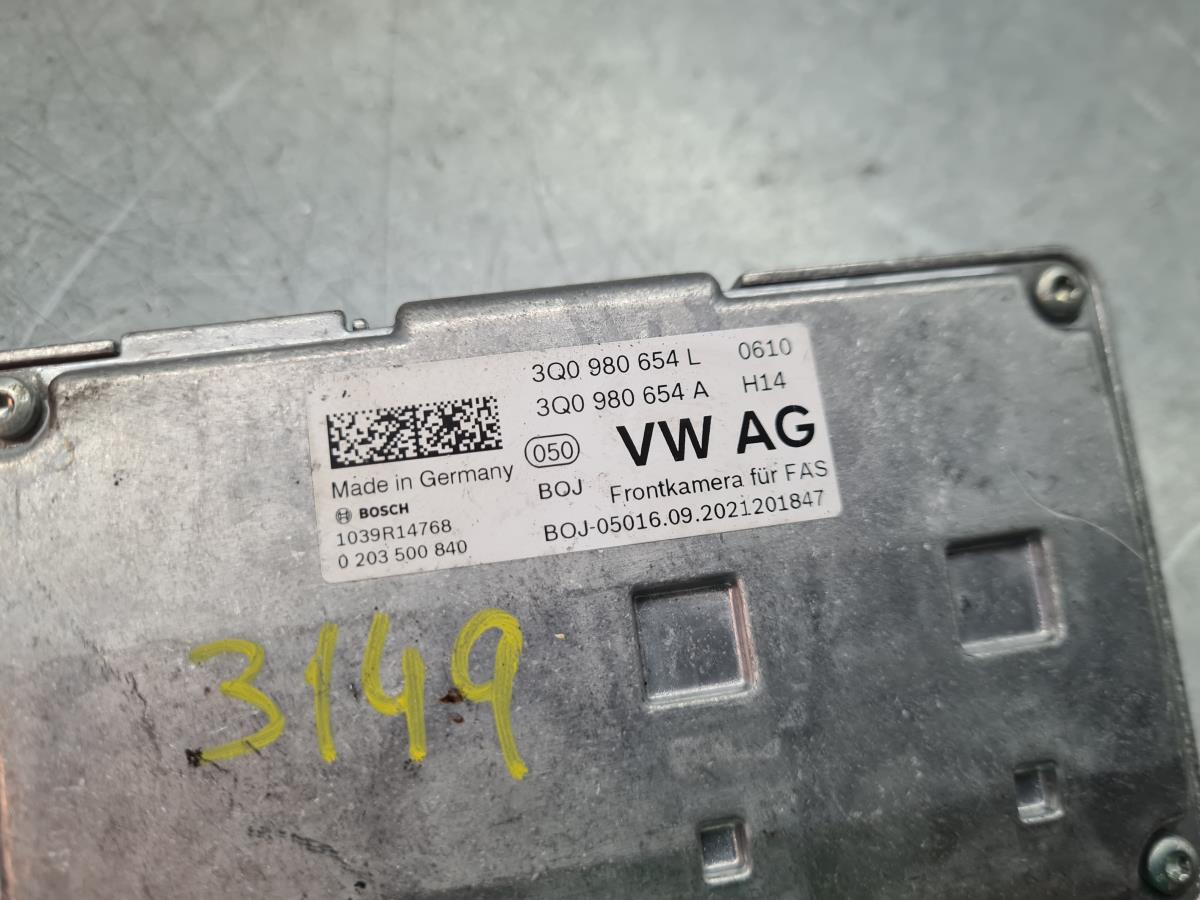 3Q0 980 654 L 0610
3Q0 980 654 A H14
050 VW AG
Made in Germany
BOJ Frontkamera für FAS
BOSCH
1039R14768
BOJ-05016.09.2021201847
0 203 500 840
3149